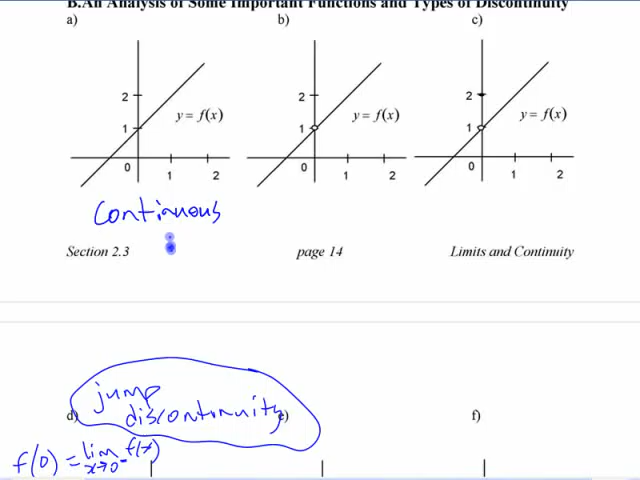 B.An Analysis of Some Important Functions and Types of Discontinuity
a) b) c)
2 2 2
1 y = f(x) 1 y = f(x) 1 y = f(x)
0 1 2 0 1 2 0 1 2
continuous
Section 2.3 page 14 Limits and Continuity
jump
d) discontinuity e) f)
f(0) = lim f(x)
x→0⁻